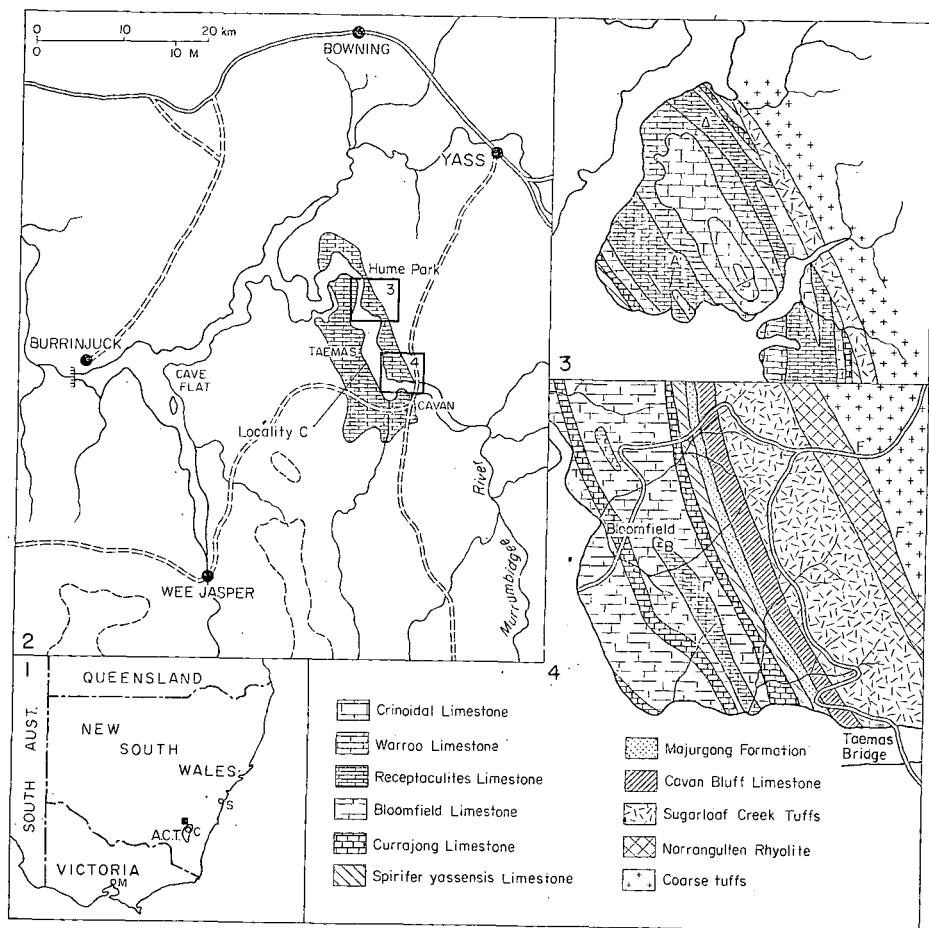 0 10 20 km
0 10 M
BOWNING
YASS
Hume Park
3
BURRINJUCK
TAEMAS
4
CAVE
FLAT
CAVAN
Locality C
River
Murrumbidgee
WEE JASPER
2
3
F
F
Bloomfield
B
F
F
F
Taemas
Bridge
4
1
QUEENSLAND
SOUTH AUST.
NEW
SOUTH
WALES
S
A.C.T.
C
VICTORIA
M
Crinoidal Limestone
Warroo Limestone
Receptaculites Limestone
Bloomfield Limestone
Currajong Limestone
Spirifer yassensis Limestone
Majurgong Formation
Cavan Bluff Limestone
Sugarloaf Creek Tuffs
Narrangullen Rhyolite
Coarse tuffs